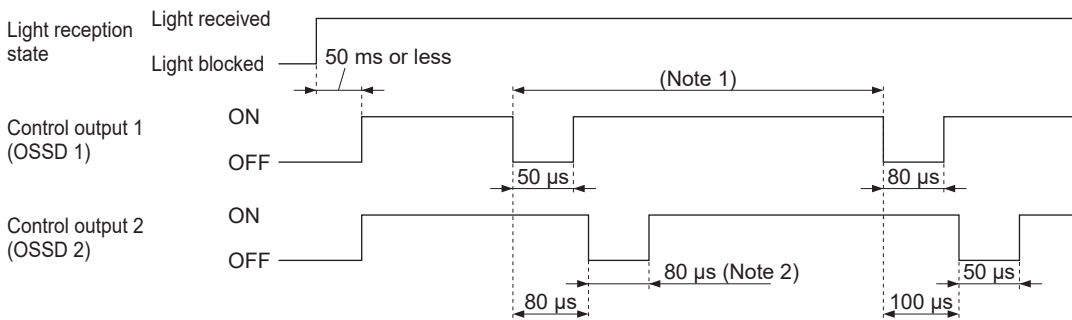 Light reception
state
Light received
Light blocked
50 ms or less
(Note 1)
Control output 1
(OSSD 1)
ON
OFF
50 µs
80 µs
Control output 2
(OSSD 2)
ON
OFF
80 µs (Note 2)
50 µs
80 µs
100 µs